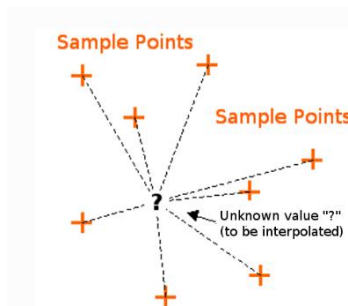 Sample Points
Sample Points
?
Unknown value "?"
(to be interpolated)